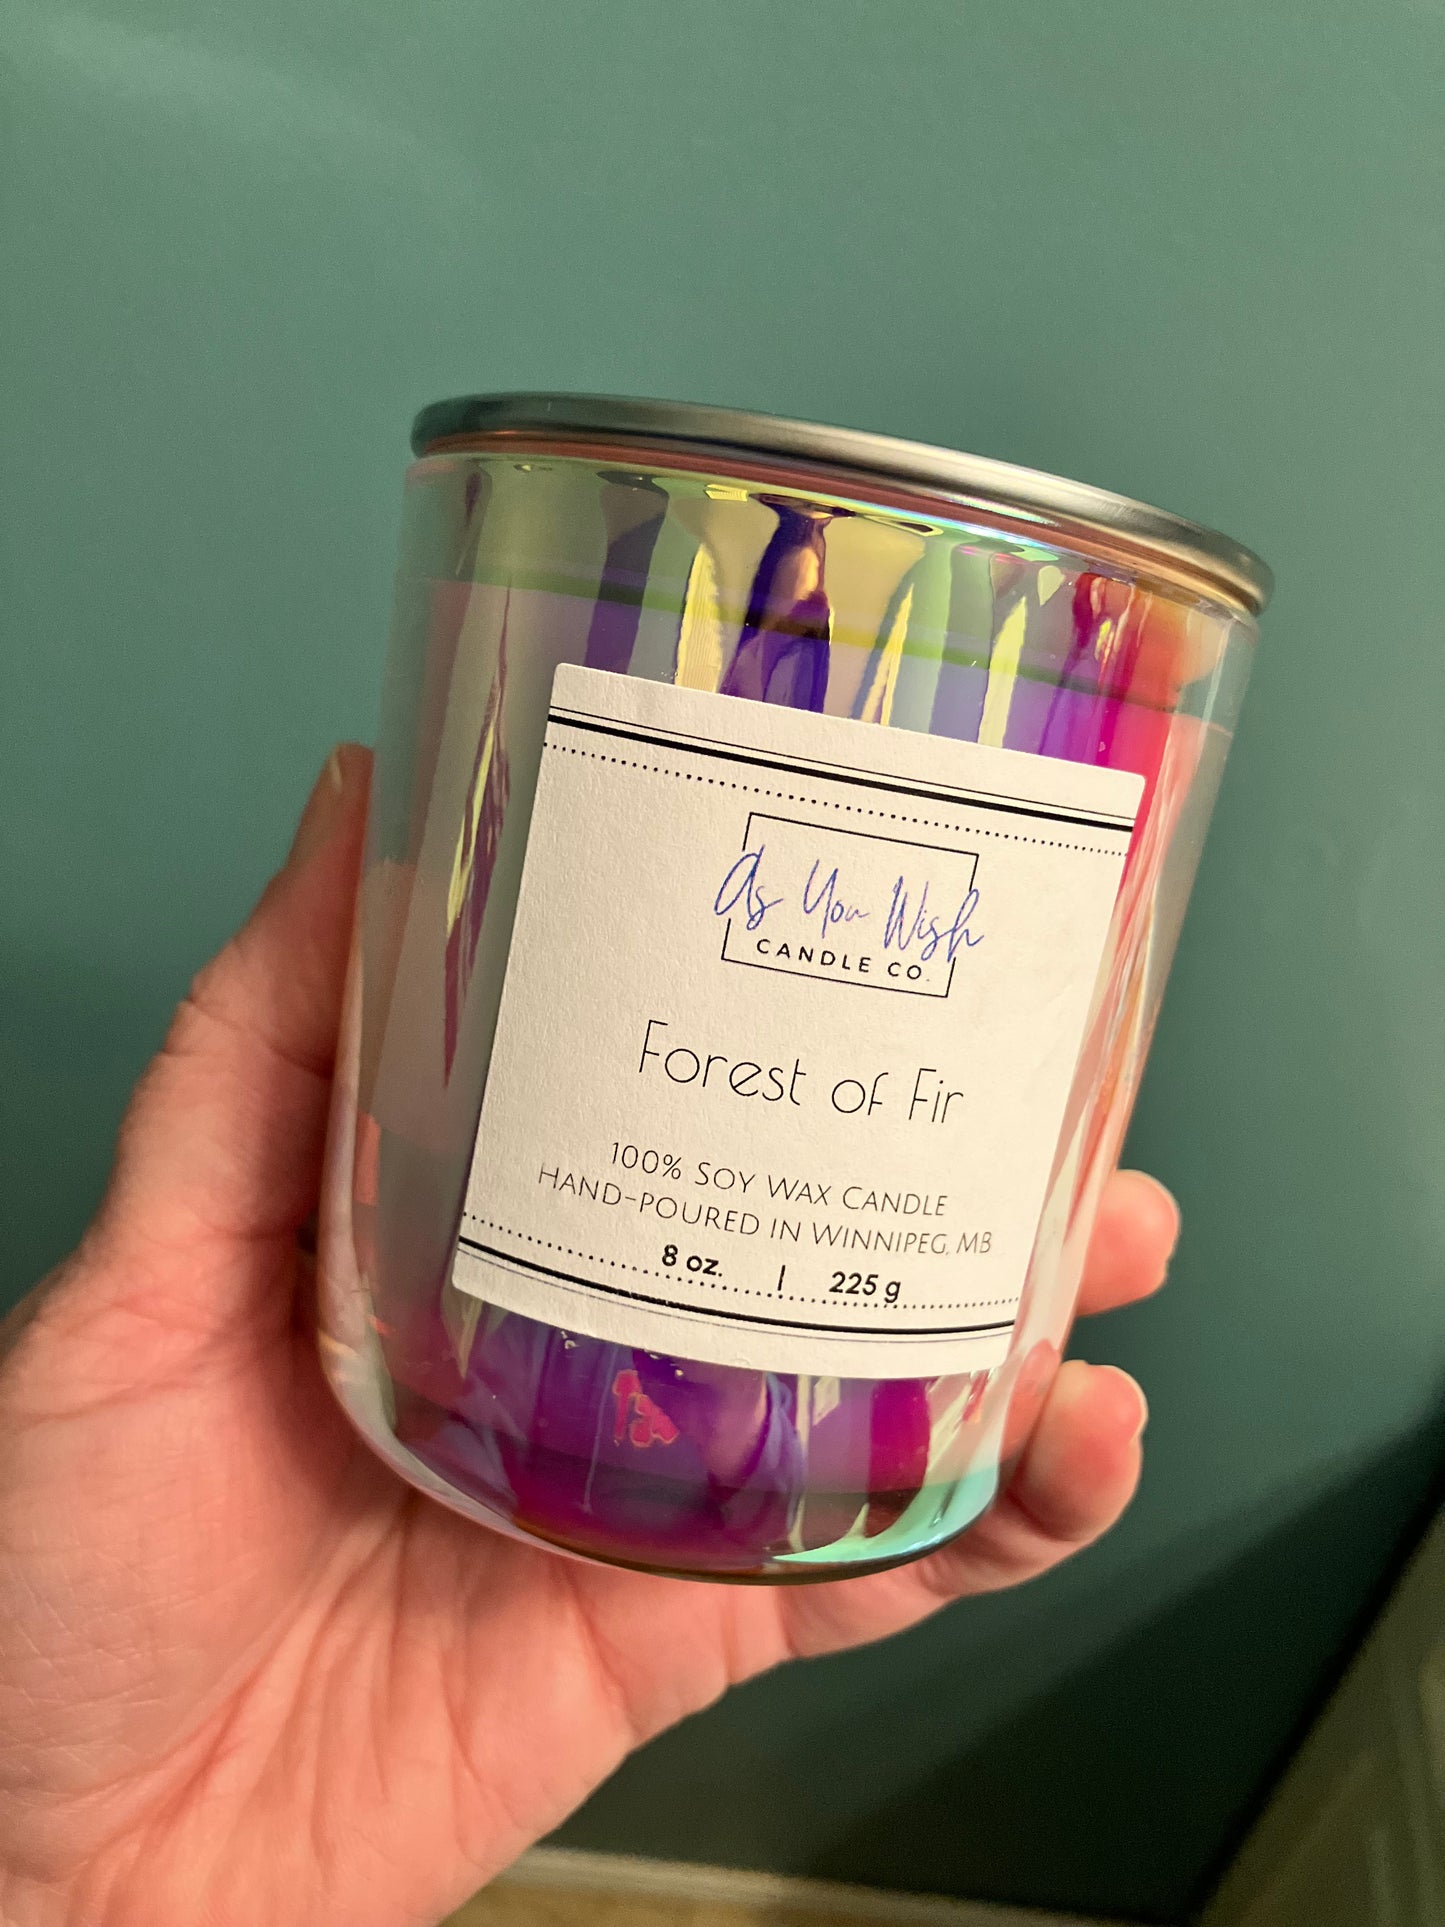 As You Wish
CANDLE CO.
Forest of Fir
100% Soy Wax Candle
Hand-poured in Winnipeg, MB
8 oz. | 225 g